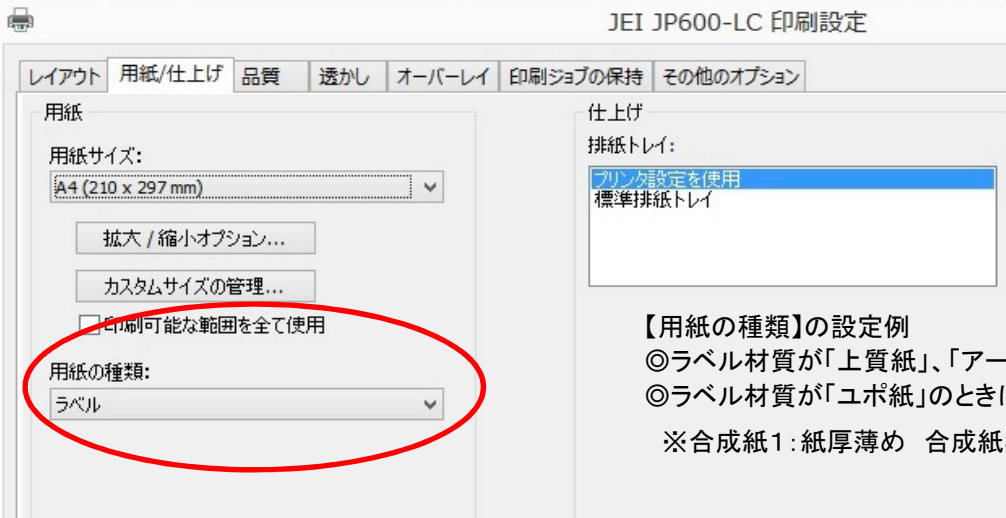 JEI JP600-LC 印刷設定
レイアウト 用紙/仕上げ 品質 透かし オーバーレイ 印刷ジョブの保持 その他のオプション
用紙
用紙サイズ:
A4 (210 x 297 mm)
拡大 / 縮小オプション...
カスタムサイズの管理...
印刷可能な範囲を全て使用
用紙の種類:
ラベル
仕上げ
排紙トレイ:
プリンタ設定を使用
標準排紙トレイ
【用紙の種類】の設定例
◎ラベル材質が「上質紙」、「アー
◎ラベル材質が「ユポ紙」のとき
※合成紙1:紙厚薄め 合成紙